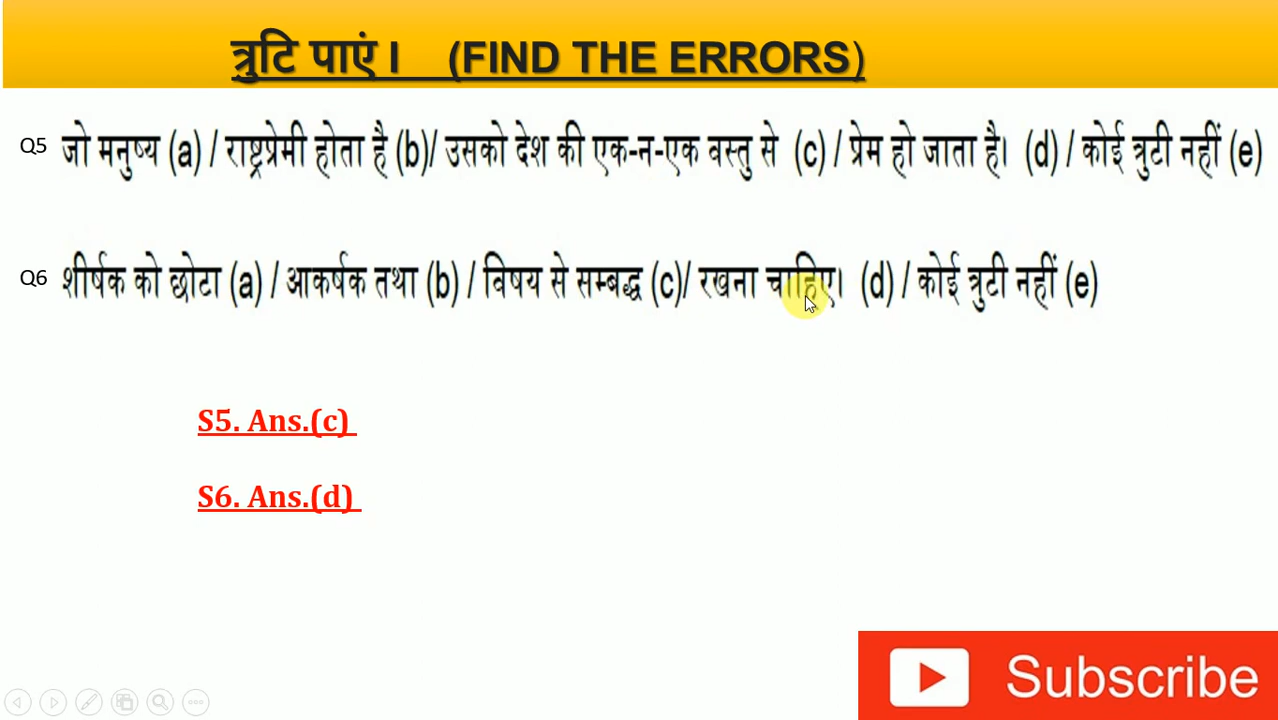 त्रुटि पाएं I (FIND THE ERRORS)
Q5 जो मनुष्य (a) / राष्ट्रप्रेमी होता है (b)/ उसको देश की एक-न-एक वस्तु से (c) / प्रेम हो जाता है। (d) / कोई त्रुटी नहीं (e)
Q6 शीर्षक को छोटा (a) / आकर्षक तथा (b) / विषय से सम्बद्ध (c)/ रखना चाहिए। (d) / कोई त्रुटी नहीं (e)
S5. Ans.(c)
S6. Ans.(d)
Subscribe